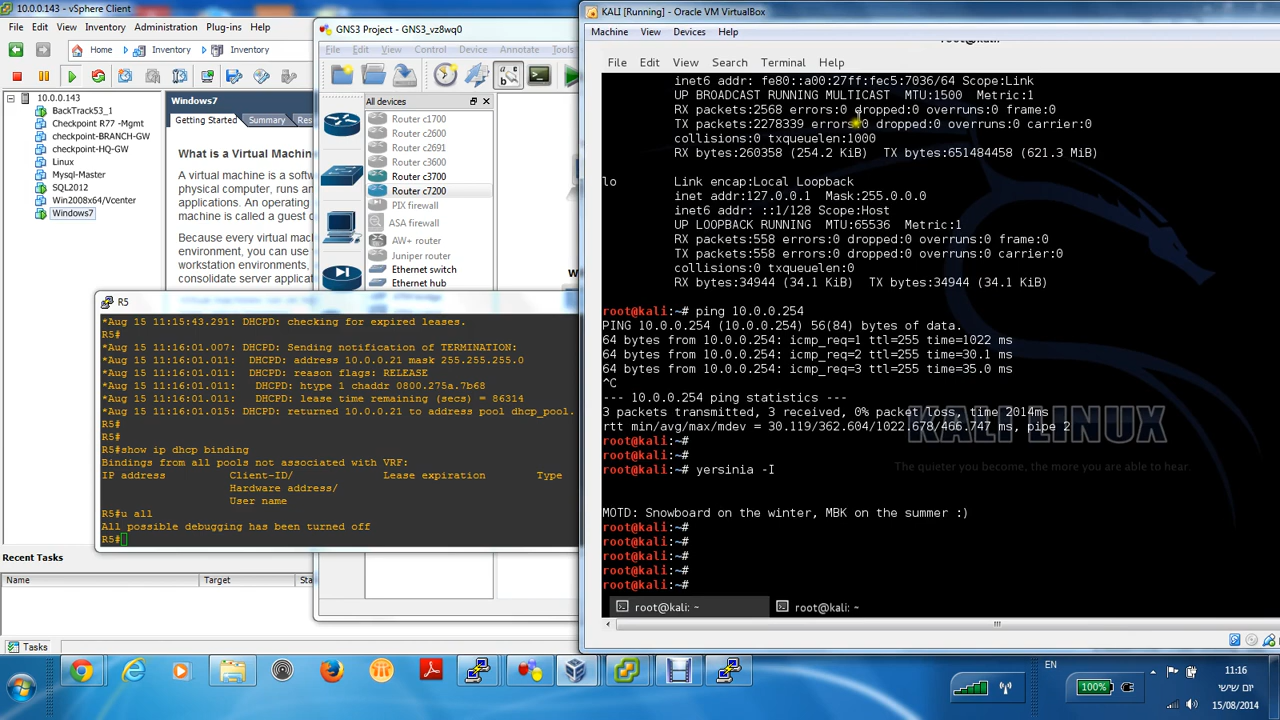 10.0.0.143 - vSphere Client
File Edit View Inventory Administration Plug-ins Help
Home Inventory Inventory
10.0.0.143
BackTrack53_1
Checkpoint R77 -Mgmt
checkpoint-BRANCH-GW
checkpoint-HQ-GW
Linux
Mysql-Master
SQL2012
Win2008x64/Vcenter
Windows7
Windows7
Getting Started Summary Res
What is a Virtual Machin
A virtual machine is a softw
physical computer, runs an
applications. An operating
machine is called a guest o
Because every virtual mach
environment, you can use
workstation environments,
consolidate server applicat
GNS3 Project - GNS3_vz8wq0
File Edit View Control Device Annotate Tools
All devices
Router c1700
Router c2600
Router c2691
Router c3600
Router c3700
Router c7200
PIX firewall
ASA firewall
AW+ router
Juniper router
Ethernet switch
Ethernet hub
R5
*Aug 15 11:15:43.291: DHCPD: checking for expired leases.
R5#
*Aug 15 11:16:01.007: DHCPD: Sending notification of TERMINATION:
*Aug 15 11:16:01.011:  DHCPD: address 10.0.0.21 mask 255.255.255.0
*Aug 15 11:16:01.011:  DHCPD: reason flags: RELEASE
*Aug 15 11:16:01.011:   DHCPD: htype 1 chaddr 0800.275a.7b68
*Aug 15 11:16:01.011:   DHCPD: lease time remaining (secs) = 86314
*Aug 15 11:16:01.015:  DHCPD: returned 10.0.0.21 to address pool dhcp_pool.
R5#
R5#
R5#show ip dhcp binding
Bindings from all pools not associated with VRF:
IP address Client-ID/ Lease expiration Type
Hardware address/
User name
R5#u all
All possible debugging has been turned off
R5#
KALI [Running] - Oracle VM VirtualBox
Machine View Devices Help
File Edit View Search Terminal Help
inet6 addr: fe80::a00:27ff:fec5:7036/64 Scope:Link
UP BROADCAST RUNNING MULTICAST  MTU:1500  Metric:1
RX packets:2568 errors:0 dropped:0 overruns:0 frame:0
TX packets:2278339 errors:0 dropped:0 overruns:0 carrier:0
collisions:0 txqueuelen:1000
RX bytes:260358 (254.2 KiB)  TX bytes:651484458 (621.3 MiB)
lo Link encap:Local Loopback
inet addr:127.0.0.1  Mask:255.0.0.0
inet6 addr: ::1/128 Scope:Host
UP LOOPBACK RUNNING  MTU:65536  Metric:1
RX packets:558 errors:0 dropped:0 overruns:0 frame:0
TX packets:558 errors:0 dropped:0 overruns:0 carrier:0
collisions:0 txqueuelen:0
RX bytes:34944 (34.1 KiB)  TX bytes:34944 (34.1 KiB)
root@kali:~# ping 10.0.0.254
PING 10.0.0.254 (10.0.0.254) 56(84) bytes of data.
64 bytes from 10.0.0.254: icmp_req=1 ttl=255 time=1022 ms
64 bytes from 10.0.0.254: icmp_req=2 ttl=255 time=30.1 ms
64 bytes from 10.0.0.254: icmp_req=3 ttl=255 time=35.0 ms
^C
--- 10.0.0.254 ping statistics ---
3 packets transmitted, 3 received, 0% packet loss, time 2014ms
rtt min/avg/max/mdev = 30.119/362.604/1022.678/466.747 ms, pipe 2
root@kali:~#
root@kali:~#
root@kali:~# yersinia -I
MOTD: Snowboard on the winter, MBK on the summer :)
root@kali:~#
root@kali:~#
root@kali:~#
root@kali:~#
root@kali:~#
KALI LINUX
The quieter you become, the more you are able to hear.
root@kali: ~ root@kali: ~
Recent Tasks
Name Target Sta
Tasks
EN
100%
11:16
יום שישי
15/08/2014